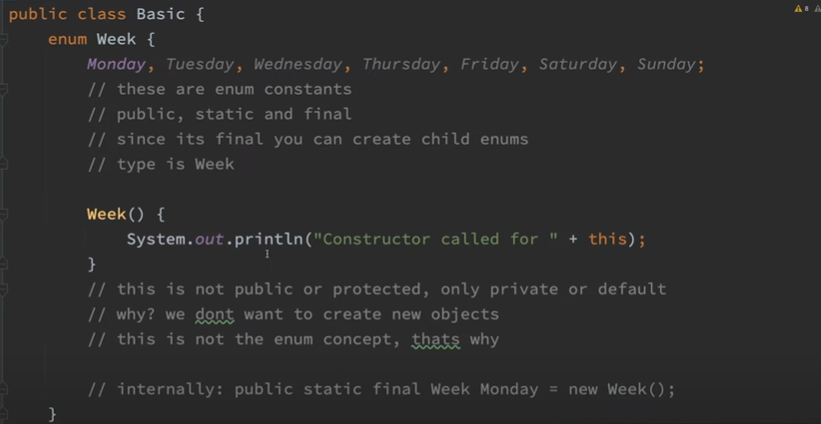 public class Basic {
enum Week {
Monday, Tuesday, Wednesday, Thursday, Friday, Saturday, Sunday;
// these are enum constants
// public, static and final
// since its final you can create child enums
// type is Week
Week() {
System.out.println("Constructor called for " + this);
}
// this is not public or protected, only private or default
// why? we dont want to create new objects
// this is not the enum concept, thats why
// internally: public static final Week Monday = new Week();
}